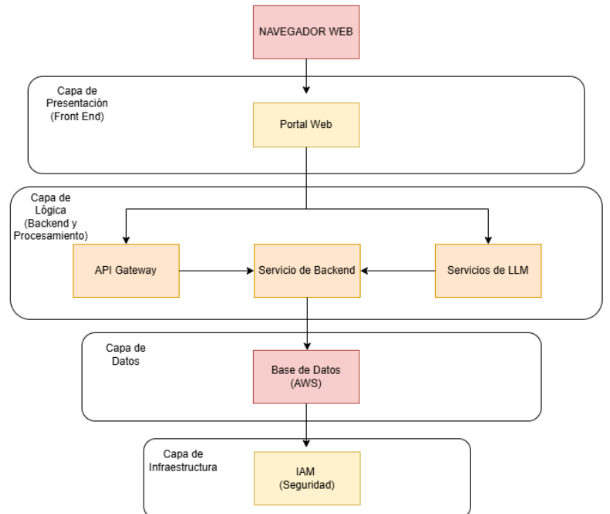 NAVEGADOR WEB
Capa de
Presentación
(Front End)
Portal Web
Capa de
Lógica
(Backend y
Procesamiento)
API Gateway
Servicio de Backend
Servicios de LLM
Capa de
Datos
Base de Datos
(AWS)
Capa de
Infraestructura
IAM
(Seguridad)